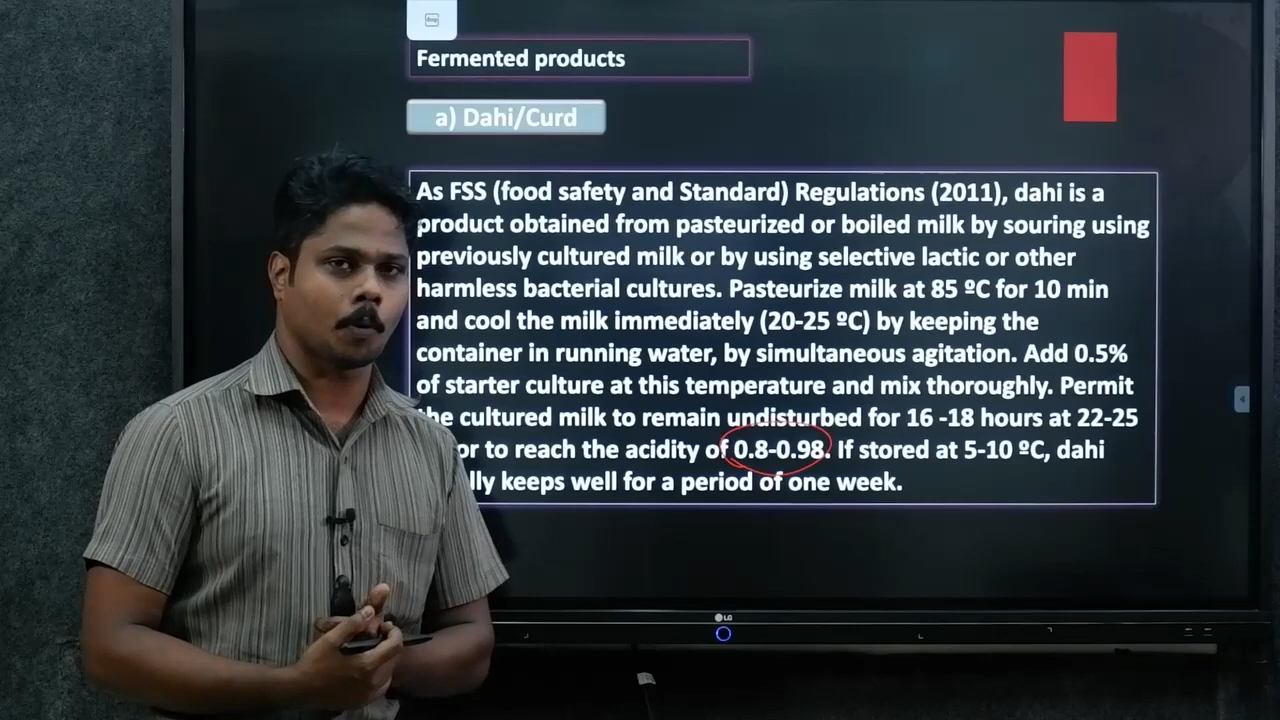 Fermented products
a) Dahi/Curd
As FSS (food safety and Standard) Regulations (2011), dahi is a
product obtained from pasteurized or boiled milk by souring using
previously cultured milk or by using selective lactic or other
harmless bacterial cultures. Pasteurize milk at 85 ºC for 10 min
and cool the milk immediately (20-25 ºC) by keeping the
container in running water, by simultaneous agitation. Add 0.5%
of starter culture at this temperature and mix thoroughly. Permit
the cultured milk to remain undisturbed for 16 -18 hours at 22-25
or to reach the acidity of 0.8-0.98. If stored at 5-10 ºC, dahi
keeps well for a period of one week.
LG